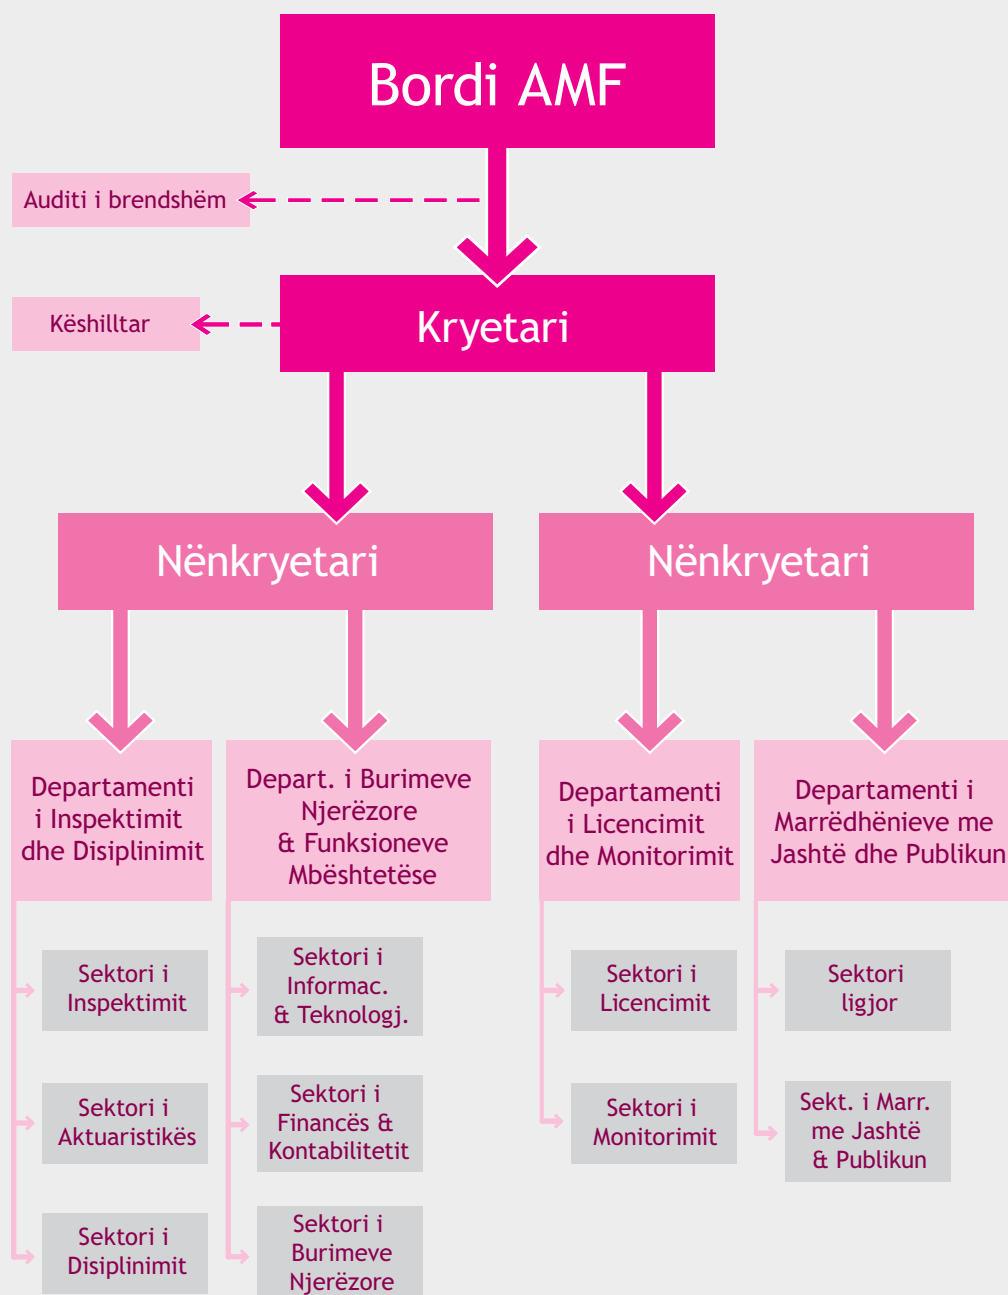 Bordi AMF
Auditi i brendshëm
Kryetari
Këshilltar
Nënkryetari
Nënkryetari
Departamenti
i Inspektimit
dhe Disiplinimit
Depart. i Burimeve
Njerëzore
& Funksioneve
Mbështetëse
Departamenti
i Licencimit
dhe Monitorimit
Departamenti i
Marrëdhënieve me
Jashtë dhe Publikun
Sektori i
Inspektimit
Sektori i
Aktuaristikës
Sektori i
Disiplinimit
Sektori i
Informac.
& Teknologj.
Sektori i
Financës &
Kontabilitetit
Sektori i
Burimeve
Njerëzore
Sektori i
Licencimit
Sektori i
Monitorimit
Sektori
ligjor
Sekt. i Marr.
me Jashtë
& Publikun